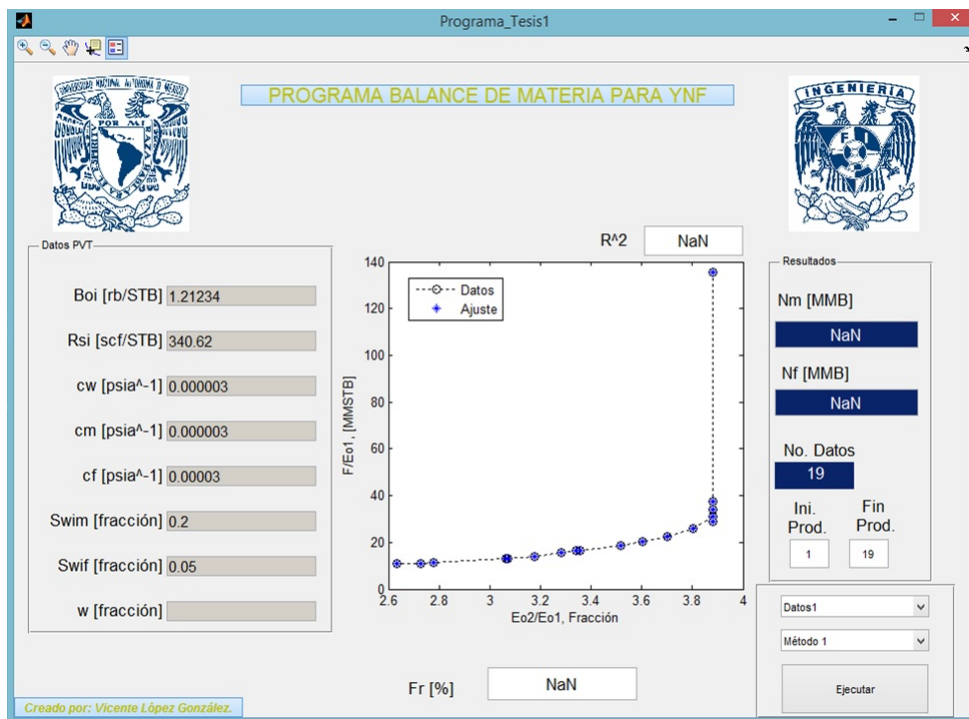 Programa_Tesis1
PROGRAMA BALANCE DE MATERIA PARA YNF
INGENIERIA
F I
Datos PVT
Boi [rb/STB] 1.21234
Rsi [scf/STB] 340.62
cw [psia^-1] 0.000003
cm [psia^-1] 0.000003
cf [psia^-1] 0.00003
Swim [fracción] 0.2
Swif [fracción] 0.05
w [fracción]
R^2 NaN
Datos
Ajuste
F/Eo1, [MMSTB]
140
120
100
80
60
40
20
0
2.6 2.8 3 3.2 3.4 3.6 3.8 4
Eo2/Eo1, Fracción
Fr [%] NaN
Resultados
Nm [MMB]
NaN
Nf [MMB]
NaN
No. Datos
19
Ini. Fin
Prod. Prod.
1 19
Datos1
Método 1
Ejecutar
Creado por: Vicente López González.